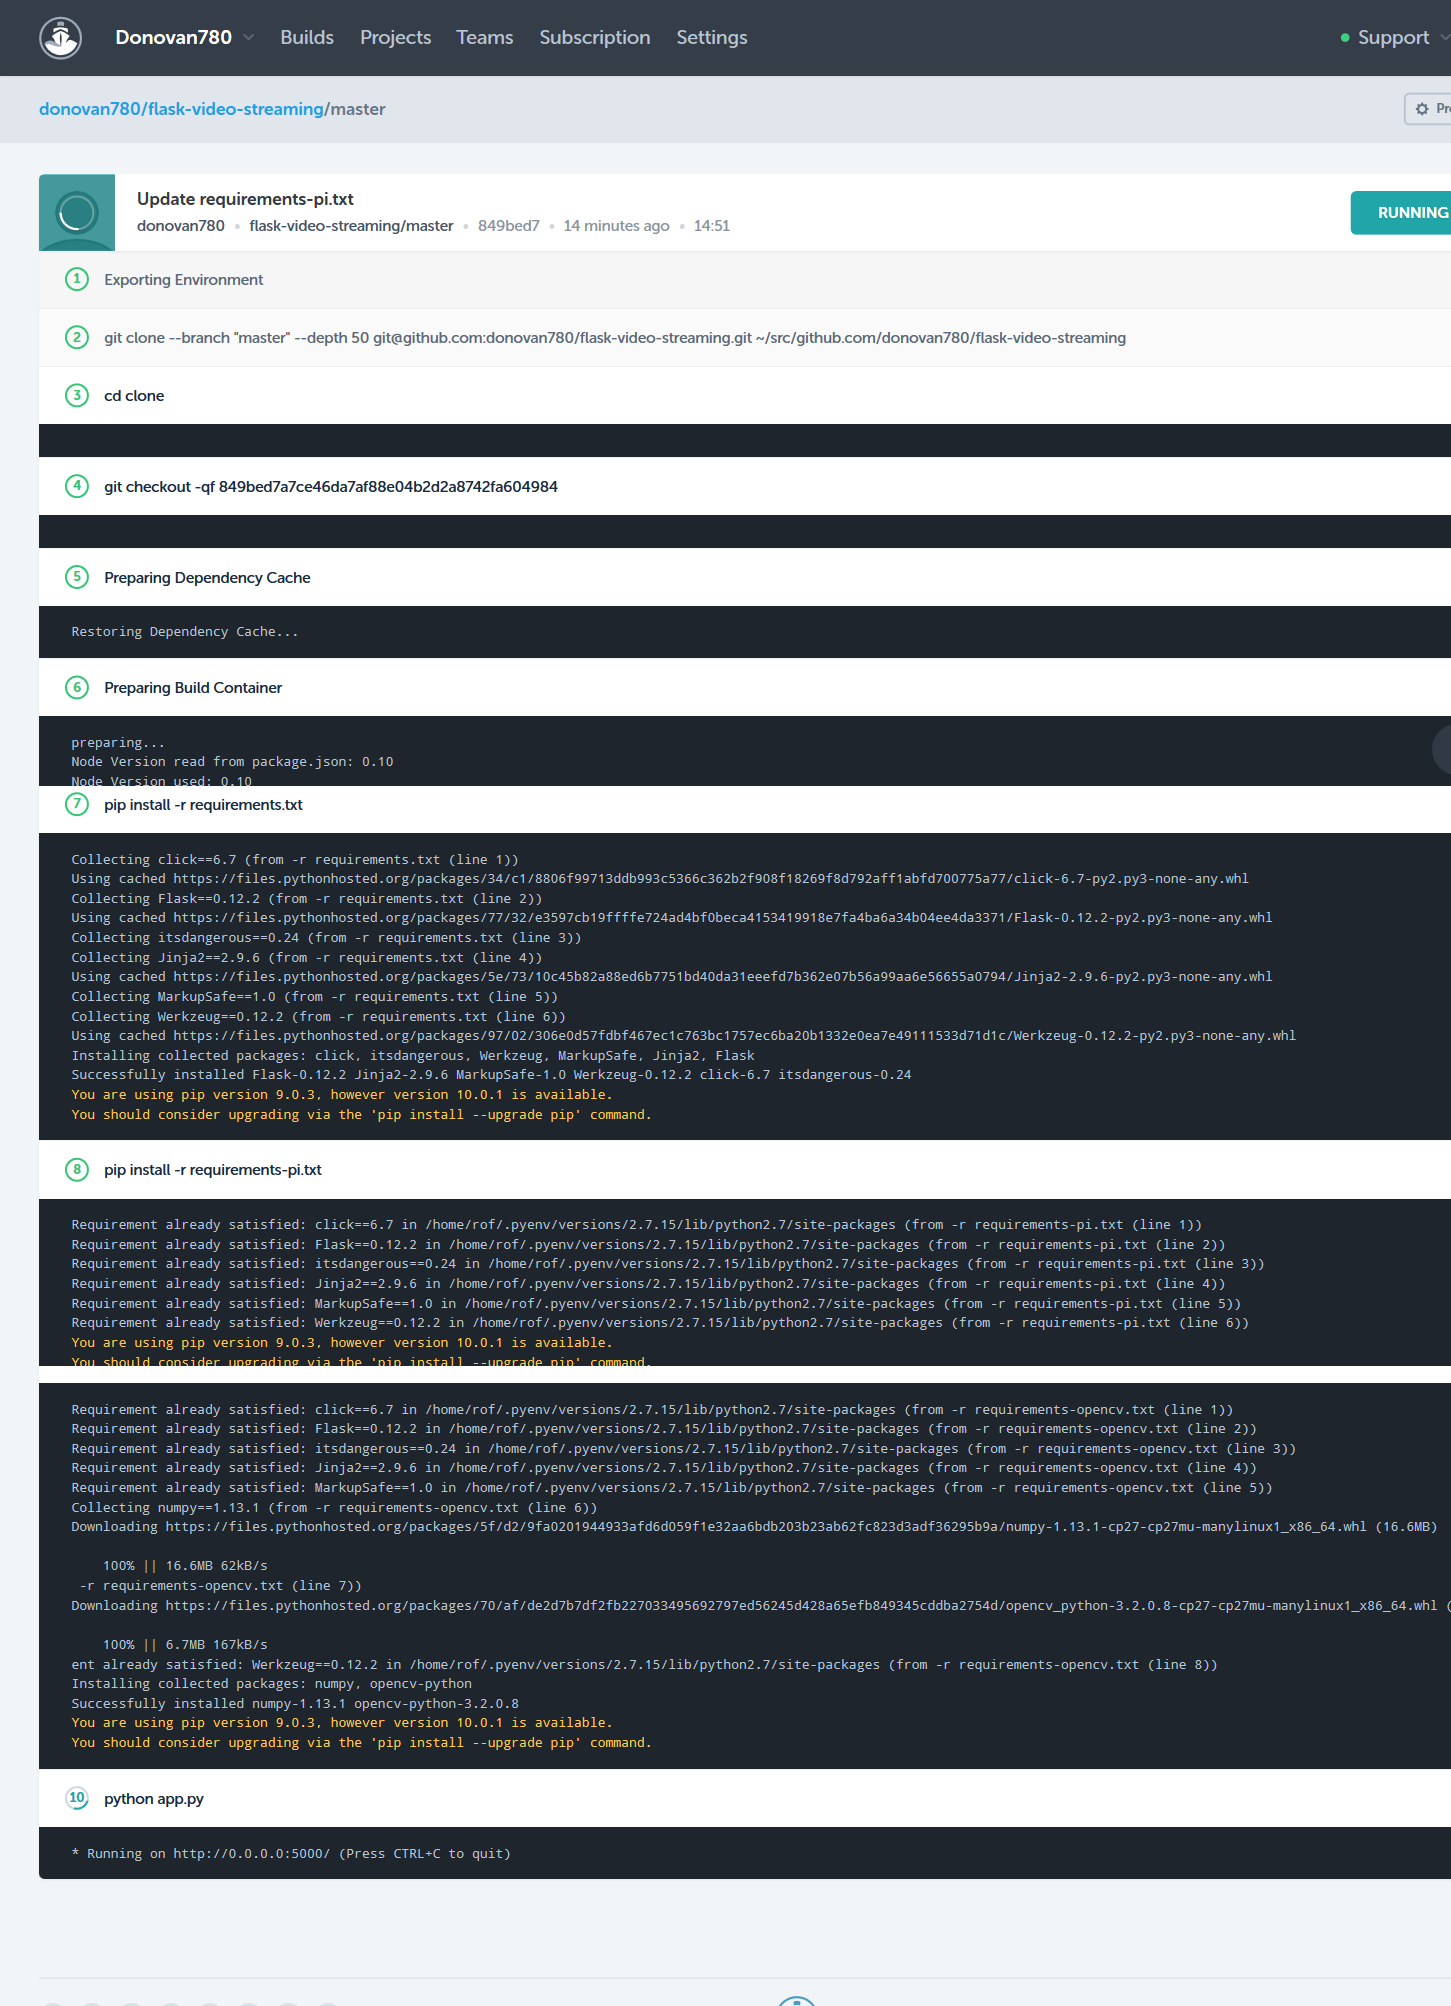 Donovan780 Builds Projects Teams Subscription Settings Support
donovan780/flask-video-streaming/master
Update requirements-pi.txt
donovan780 • flask-video-streaming/master • 849bed7 • 14 minutes ago • 14:51
RUNNING
1 Exporting Environment
2 git clone --branch "master" --depth 50 git@github.com:donovan780/flask-video-streaming.git ~/src/github.com/donovan780/flask-video-streaming
3 cd clone
4 git checkout -qf 849bed7a7ce46da7af88e04b2d2a8742fa604984
5 Preparing Dependency Cache
Restoring Dependency Cache...
6 Preparing Build Container
preparing...
Node Version read from package.json: 0.10
Node Version used: 0.10
7 pip install -r requirements.txt
Collecting click==6.7 (from -r requirements.txt (line 1))
Using cached https://files.pythonhosted.org/packages/34/c1/8806f99713ddb993c5366c362b2f908f18269f8d792aff1abfd700775a77/click-6.7-py2.py3-none-any.whl
Collecting Flask==0.12.2 (from -r requirements.txt (line 2))
Using cached https://files.pythonhosted.org/packages/77/32/e3597cb19ffffe724ad4bf0beca4153419918e7fa4ba6a34b04ee4da3371/Flask-0.12.2-py2.py3-none-any.whl
Collecting itsdangerous==0.24 (from -r requirements.txt (line 3))
Collecting Jinja2==2.9.6 (from -r requirements.txt (line 4))
Using cached https://files.pythonhosted.org/packages/5e/73/10c45b82a88ed6b7751bd40da31eeefd7b362e07b56a99aa6e56655a0794/Jinja2-2.9.6-py2.py3-none-any.whl
Collecting MarkupSafe==1.0 (from -r requirements.txt (line 5))
Collecting Werkzeug==0.12.2 (from -r requirements.txt (line 6))
Using cached https://files.pythonhosted.org/packages/97/02/306e0d57fdbf467ec1c763bc1757ec6ba20b1332e0ea7e49111533d71d1c/Werkzeug-0.12.2-py2.py3-none-any.whl
Installing collected packages: click, itsdangerous, Werkzeug, MarkupSafe, Jinja2, Flask
Successfully installed Flask-0.12.2 Jinja2-2.9.6 MarkupSafe-1.0 Werkzeug-0.12.2 click-6.7 itsdangerous-0.24
You are using pip version 9.0.3, however version 10.0.1 is available.
You should consider upgrading via the 'pip install --upgrade pip' command.
8 pip install -r requirements-pi.txt
Requirement already satisfied: click==6.7 in /home/rof/.pyenv/versions/2.7.15/lib/python2.7/site-packages (from -r requirements-pi.txt (line 1))
Requirement already satisfied: Flask==0.12.2 in /home/rof/.pyenv/versions/2.7.15/lib/python2.7/site-packages (from -r requirements-pi.txt (line 2))
Requirement already satisfied: itsdangerous==0.24 in /home/rof/.pyenv/versions/2.7.15/lib/python2.7/site-packages (from -r requirements-pi.txt (line 3))
Requirement already satisfied: Jinja2==2.9.6 in /home/rof/.pyenv/versions/2.7.15/lib/python2.7/site-packages (from -r requirements-pi.txt (line 4))
Requirement already satisfied: MarkupSafe==1.0 in /home/rof/.pyenv/versions/2.7.15/lib/python2.7/site-packages (from -r requirements-pi.txt (line 5))
Requirement already satisfied: Werkzeug==0.12.2 in /home/rof/.pyenv/versions/2.7.15/lib/python2.7/site-packages (from -r requirements-pi.txt (line 6))
You are using pip version 9.0.3, however version 10.0.1 is available.
You should consider upgrading via the 'pip install --upgrade pip' command.
Requirement already satisfied: click==6.7 in /home/rof/.pyenv/versions/2.7.15/lib/python2.7/site-packages (from -r requirements-opencv.txt (line 1))
Requirement already satisfied: Flask==0.12.2 in /home/rof/.pyenv/versions/2.7.15/lib/python2.7/site-packages (from -r requirements-opencv.txt (line 2))
Requirement already satisfied: itsdangerous==0.24 in /home/rof/.pyenv/versions/2.7.15/lib/python2.7/site-packages (from -r requirements-opencv.txt (line 3))
Requirement already satisfied: Jinja2==2.9.6 in /home/rof/.pyenv/versions/2.7.15/lib/python2.7/site-packages (from -r requirements-opencv.txt (line 4))
Requirement already satisfied: MarkupSafe==1.0 in /home/rof/.pyenv/versions/2.7.15/lib/python2.7/site-packages (from -r requirements-opencv.txt (line 5))
Collecting numpy==1.13.1 (from -r requirements-opencv.txt (line 6))
Downloading https://files.pythonhosted.org/packages/5f/d2/9fa0201944933afd6d059f1e32aa6bdb203b23ab62fc823d3adf36295b9a/numpy-1.13.1-cp27-cp27mu-manylinux1_x86_64.whl (16.6MB)
100% || 16.6MB 62kB/s
-r requirements-opencv.txt (line 7))
Downloading https://files.pythonhosted.org/packages/70/af/de2d7b7df2fb227033495692797ed56245d428a65efb849345cddba2754d/opencv_python-3.2.0.8-cp27-cp27mu-manylinux1_x86_64.whl (
100% || 6.7MB 167kB/s
ent already satisfied: Werkzeug==0.12.2 in /home/rof/.pyenv/versions/2.7.15/lib/python2.7/site-packages (from -r requirements-opencv.txt (line 8))
Installing collected packages: numpy, opencv-python
Successfully installed numpy-1.13.1 opencv-python-3.2.0.8
You are using pip version 9.0.3, however version 10.0.1 is available.
You should consider upgrading via the 'pip install --upgrade pip' command.
10 python app.py
* Running on http://0.0.0.0:5000/ (Press CTRL+C to quit)